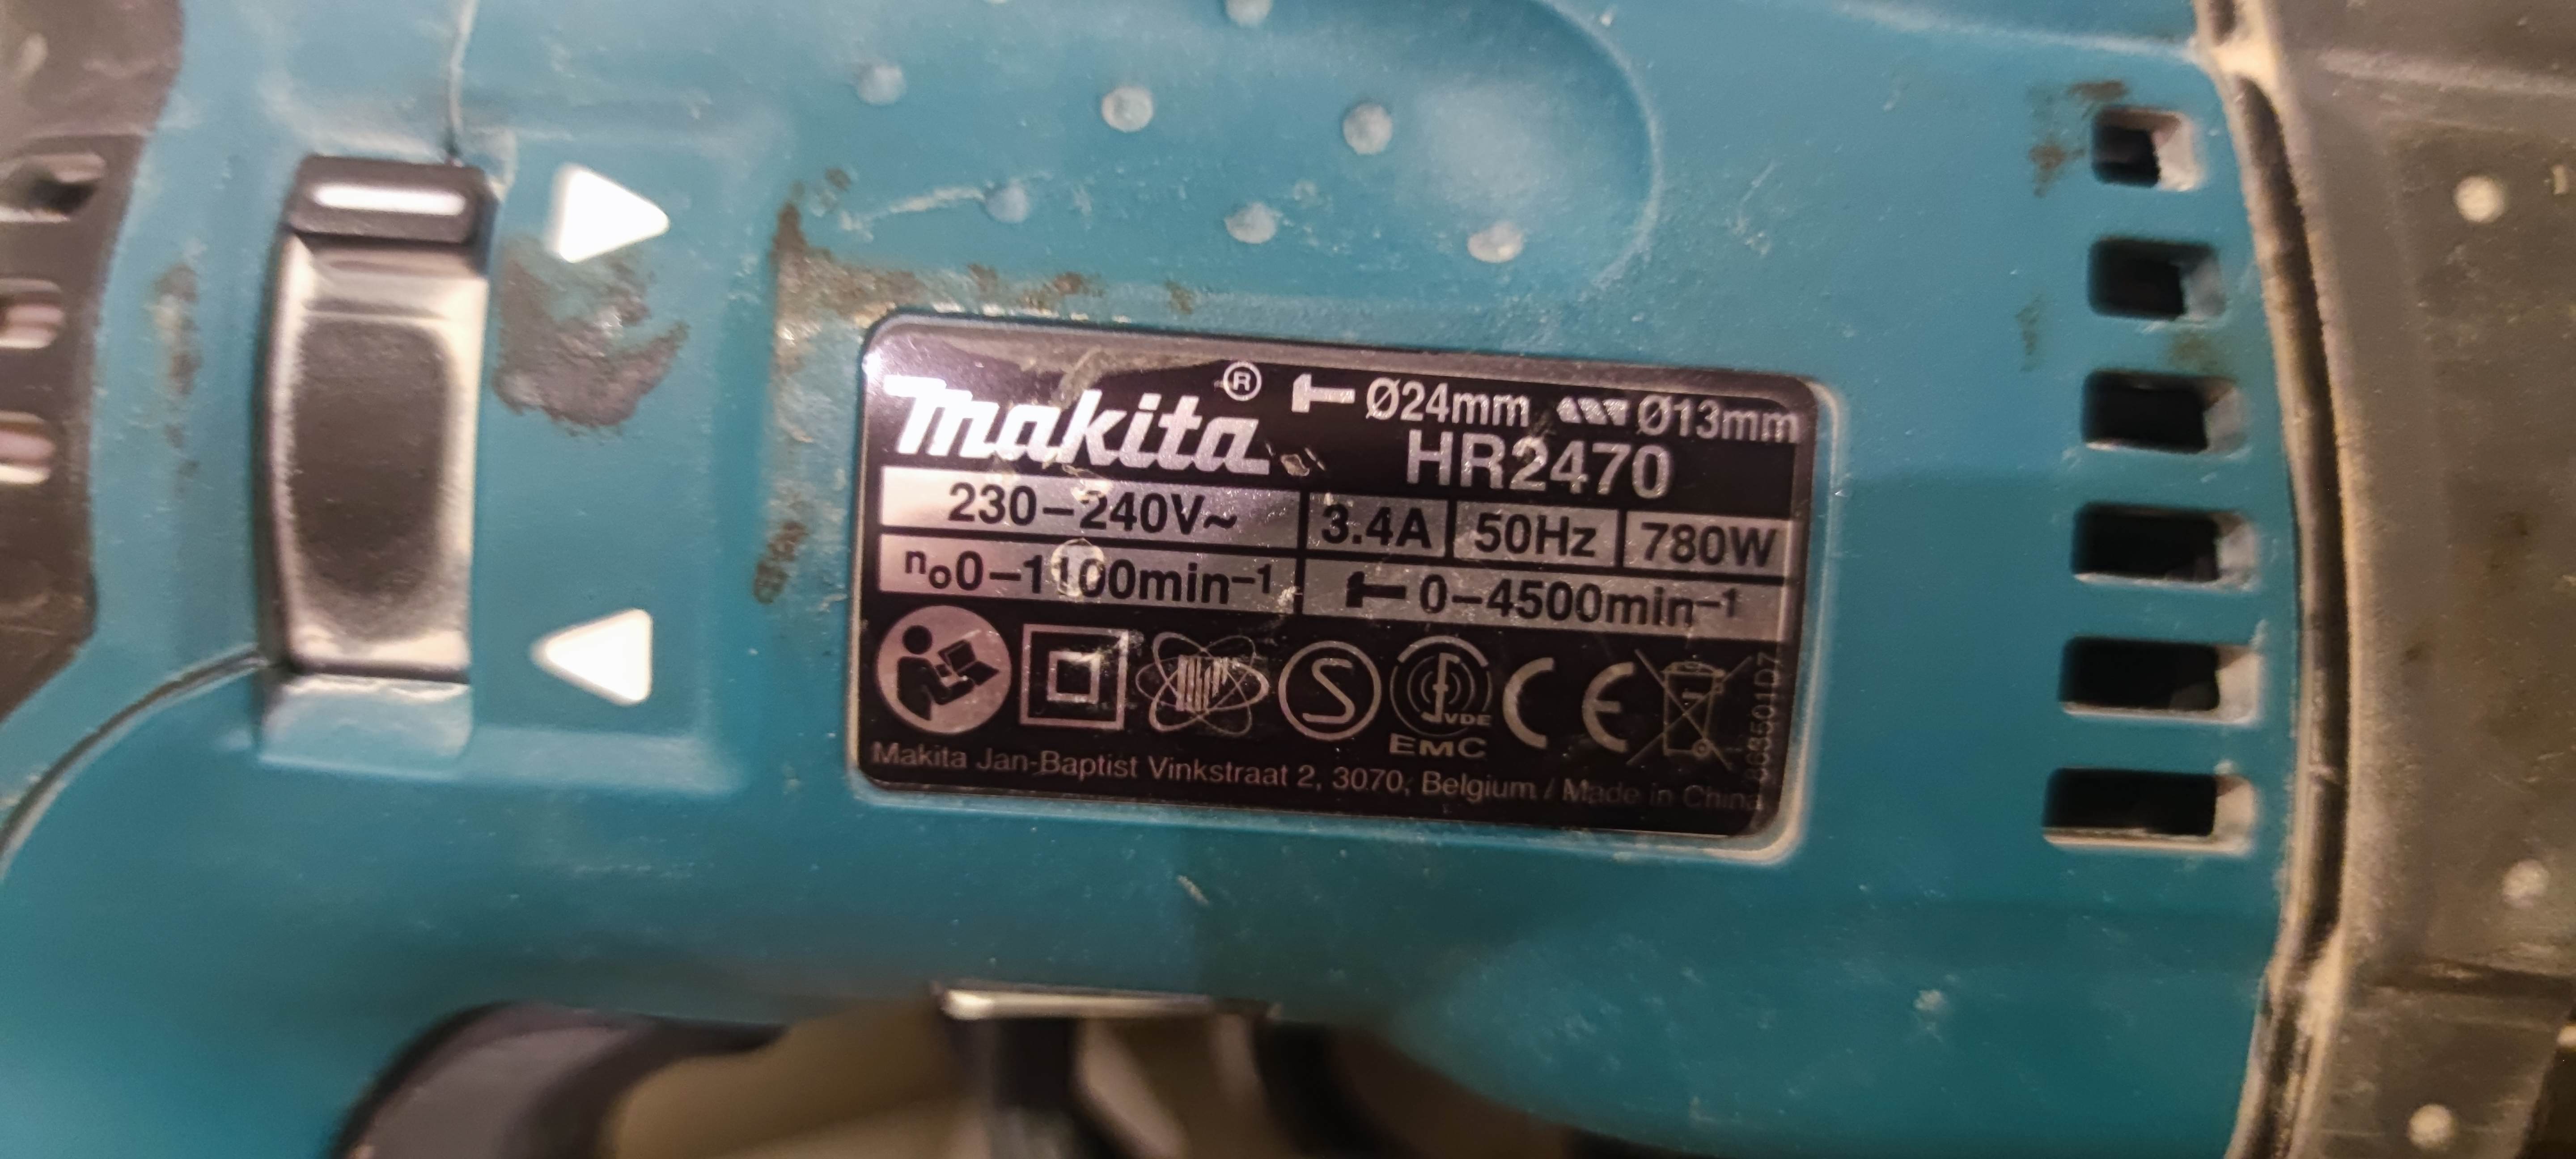 Makita® Ø24mm Ø13mm
HR2470
230–240V~ 3.4A 50Hz 780W
n₀0–1100min⁻¹ 0–4500min⁻¹
S VDE CE
EMC
Makita Jan-Baptist Vinkstraat 2, 3070, Belgium / Made in China